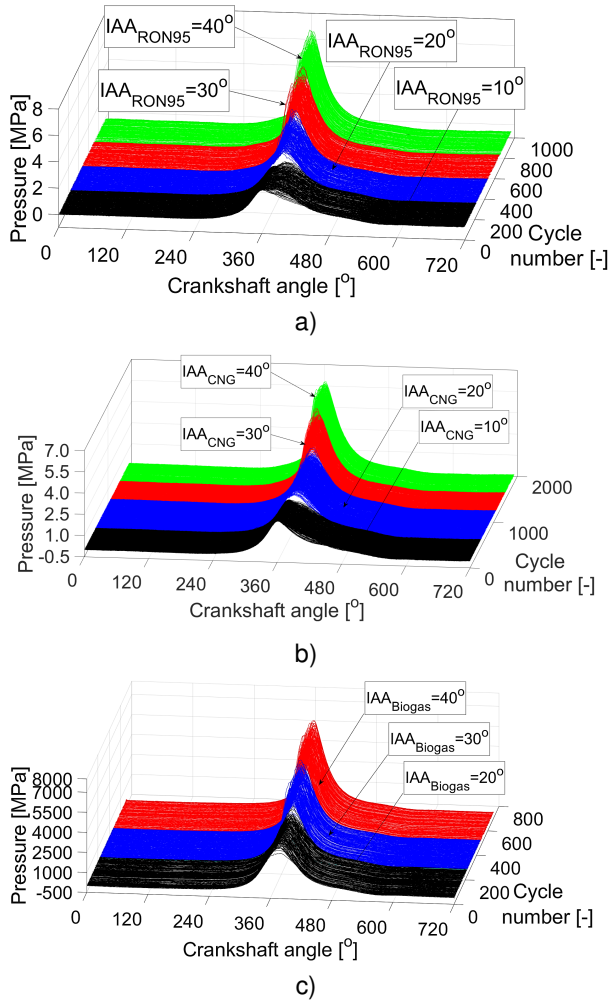 IAA_RON95=40°
IAA_RON95=20°
IAA_RON95=30°
IAA_RON95=10°
Pressure [MPa]
8
6
4
2
0
0
120
240
360
480
600
720
Crankshaft angle [°]
1000
800
600
400
200
0
Cycle
number [-]
a)
IAA_CNG=40°
IAA_CNG=20°
IAA_CNG=10°
IAA_CNG=30°
Pressure [MPa]
7.0
5.5
4.0
2.5
1.0
-0.5
0
120
240
360
480
600
720
Crankshaft angle [°]
2000
1000
0
Cycle
number [-]
b)
IAA_Biogas=40°
IAA_Biogas=30°
IAA_Biogas=20°
Pressure [MPa]
8000
7000
5500
4000
2500
1000
-500
0
120
240
360
480
600
720
Crankshaft angle [°]
800
600
400
200
0
Cycle
number [-]
c)